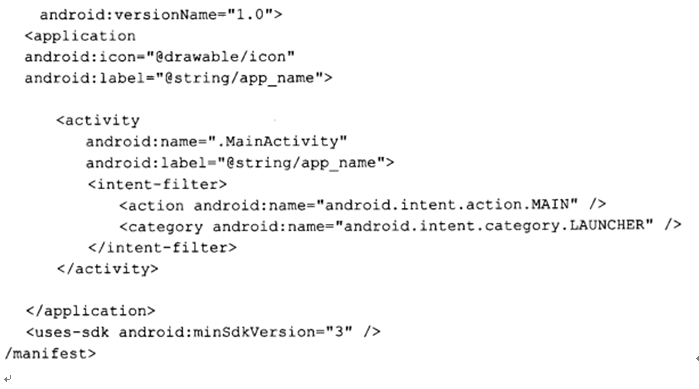 android:versionName="1.0">
<application
android:icon="@drawable/icon"
android:label="@string/app_name">
<activity
android:name=".MainActivity"
android:label="@string/app_name">
<intent-filter>
<action android:name="android.intent.action.MAIN" />
<category android:name="android.intent.category.LAUNCHER" />
</intent-filter>
</activity>
</application>
<uses-sdk android:minSdkVersion="3" />
/manifest>